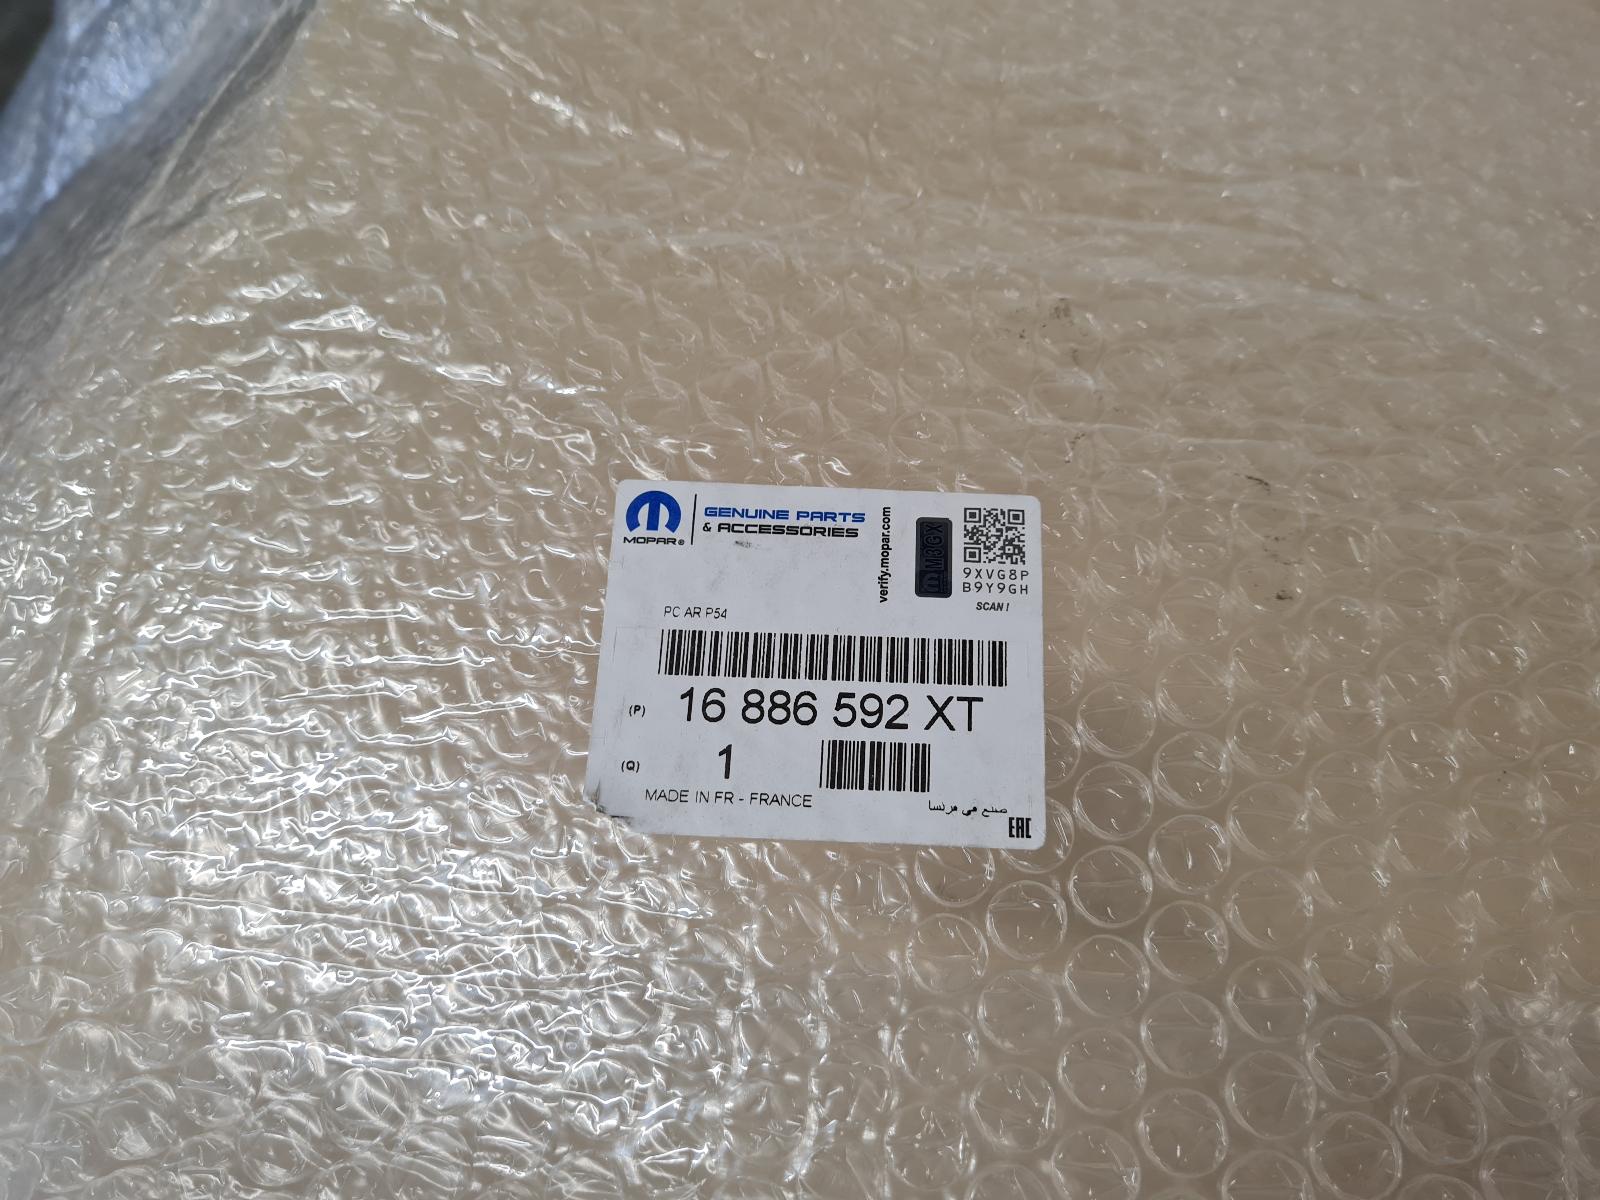 MOPAR®
GENUINE PARTS
& ACCESSORIES
verify.mopar.com
M3GX
9XVG8P
B9Y9GH
SCAN!
PC AR P54
(P) 16 886 592 XT
(Q) 1
MADE IN FR - FRANCE
صنع في فرنسا
EAC